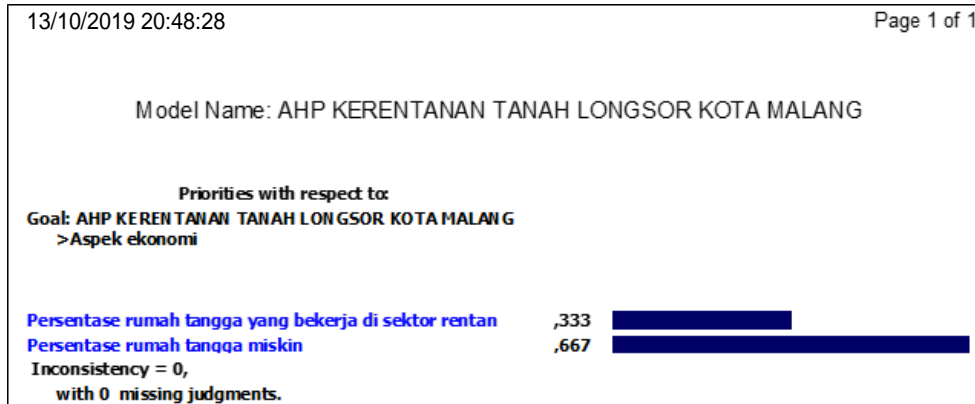 13/10/2019 20:48:28 Page 1 of 1
Model Name: AHP KERENTANAN TANAH LONGSOR KOTA MALANG
Priorities with respect to:
Goal: AHP KERENTANAN TANAH LONGSOR KOTA MALANG
>Aspek ekonomi
Persentase rumah tangga yang bekerja di sektor rentan ,333
Persentase rumah tangga miskin ,667
Inconsistency = 0,
with 0 missing judgments.